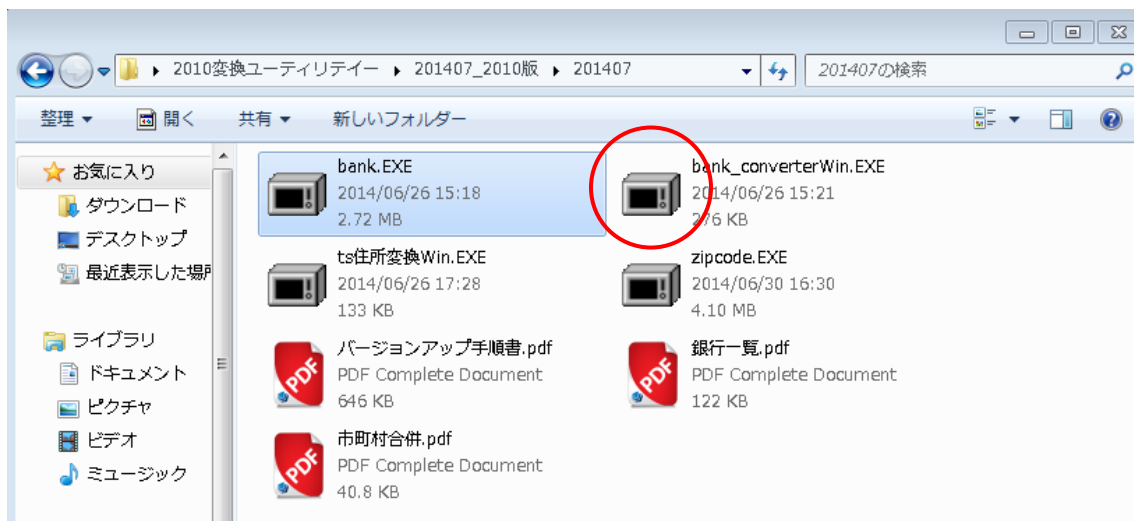 2010変換ユーティリテイー 201407_2010版 201407
201407の検索
整理 開く 共有 新しいフォルダー
お気に入り
ダウンロード
デスクトップ
最近表示した場所
ライブラリ
ドキュメント
ピクチャ
ビデオ
ミュージック
bank.EXE
2014/06/26 15:18
2.72 MB
bank_converterWin.EXE
2014/06/26 15:21
276 KB
ts住所変換Win.EXE
2014/06/26 17:28
133 KB
zipcode.EXE
2014/06/30 16:30
4.10 MB
バージョンアップ手順書.pdf
PDF Complete Document
646 KB
銀行一覧.pdf
PDF Complete Document
122 KB
市町村合併.pdf
PDF Complete Document
40.8 KB